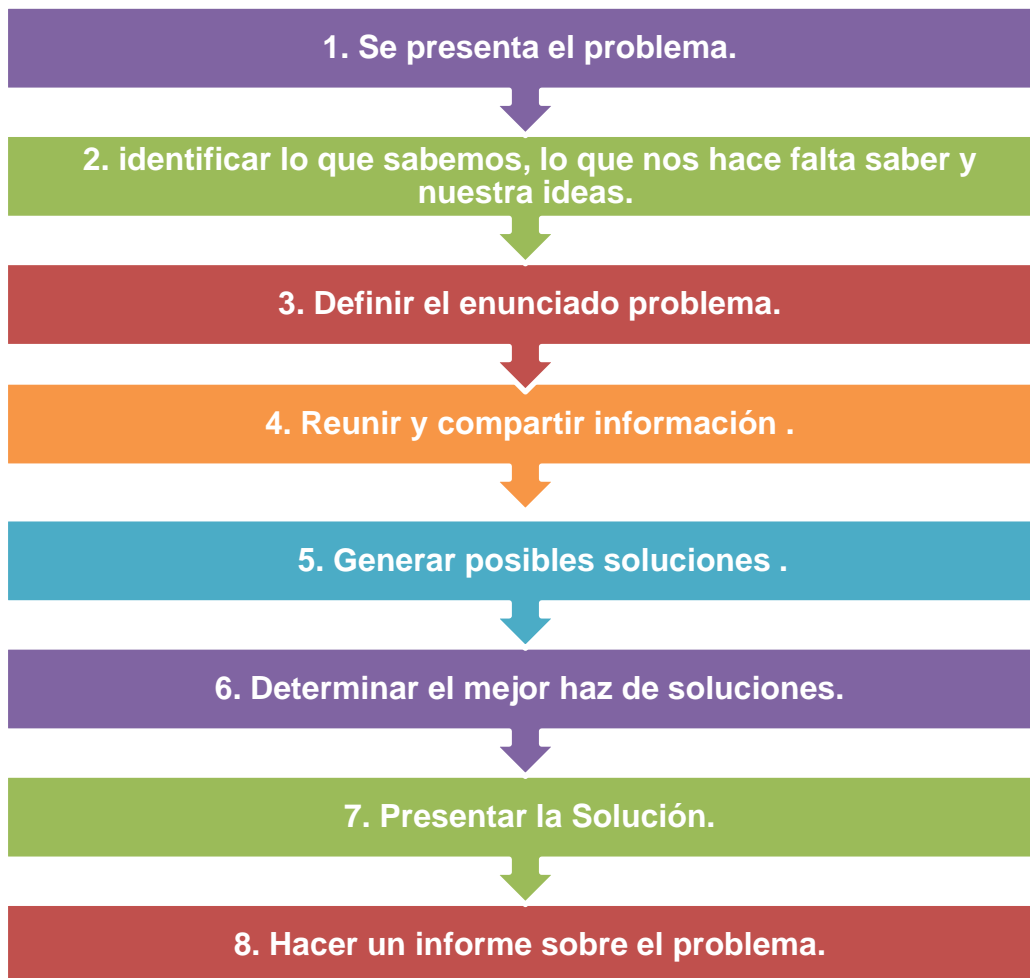 1. Se presenta el problema.
2. identificar lo que sabemos, lo que nos hace falta saber y
nuestra ideas.
3. Definir el enunciado problema.
4. Reunir y compartir información .
5. Generar posibles soluciones .
6. Determinar el mejor haz de soluciones.
7. Presentar la Solución.
8. Hacer un informe sobre el problema.